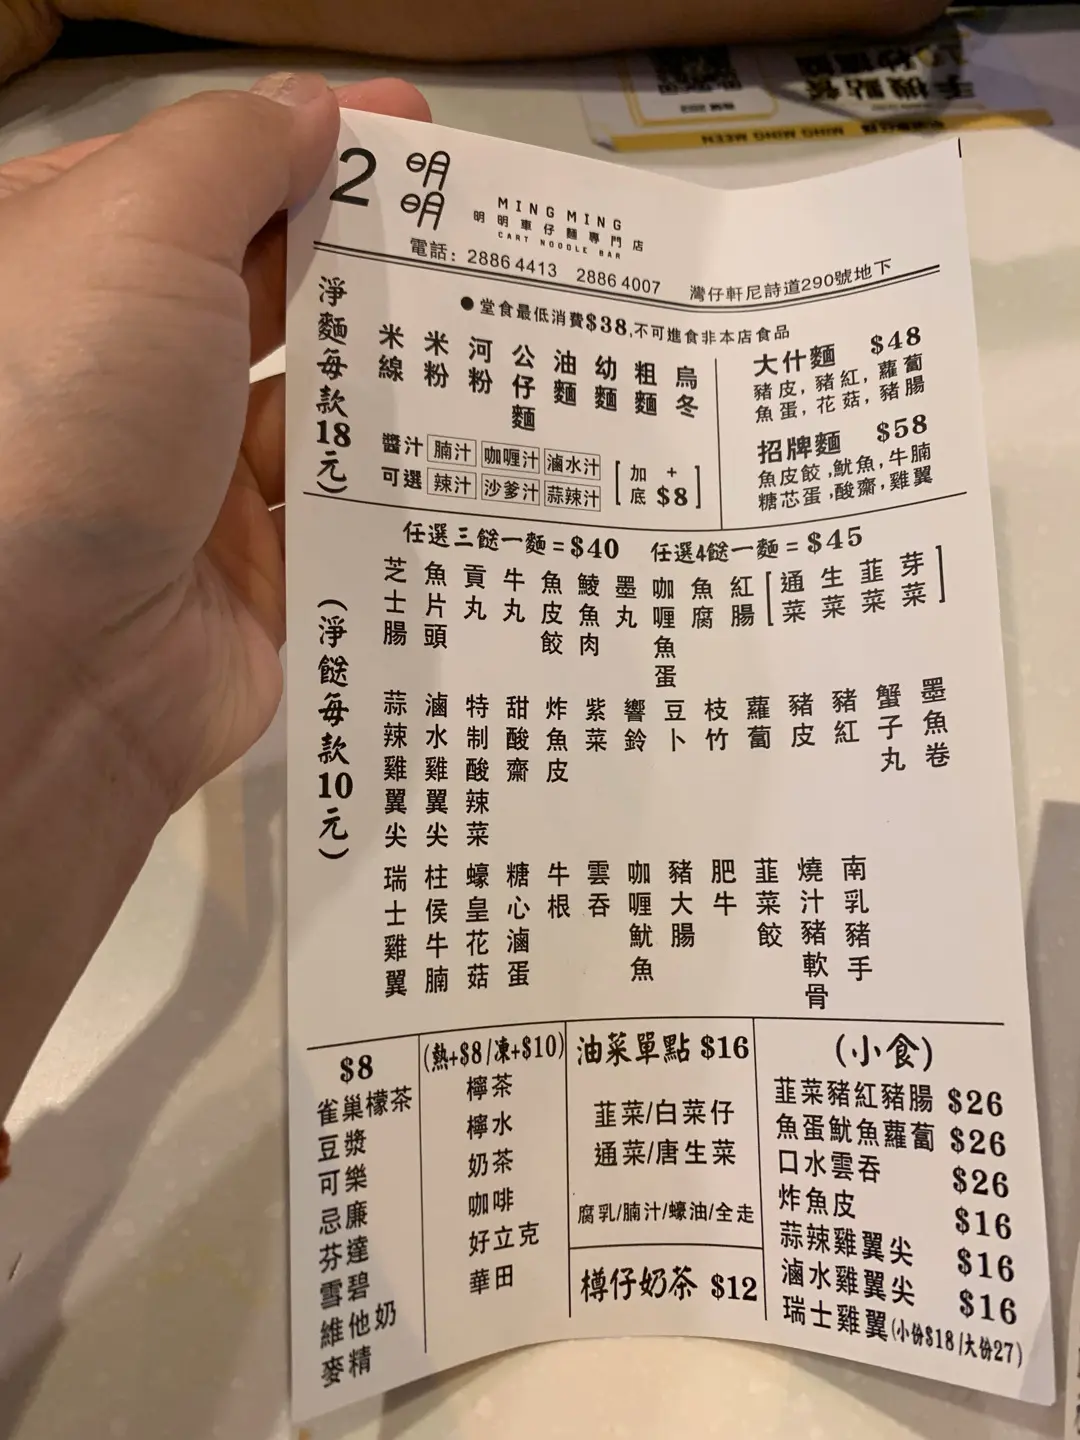 2
明明
MING MING
明明車仔麵專門店
CART NOODLE BAR
電話: 2886 4413 2886 4007 灣仔軒尼詩道290號地下
●堂食最低消費$38,不可進食非本店食品
淨麵每款18元)
米線
米粉
河粉
公仔麵
油麵
幼麵
粗麵
烏冬
醬汁可選
腩汁 咖喱汁 滷水汁
辣汁 沙爹汁 蒜辣汁
[加底 +$8]
大什麵 $48
豬皮,豬紅,蘿蔔
魚蛋,花菇,豬腸
招牌麵 $58
魚皮餃,魷魚,牛腩
糖芯蛋,酸齋,雞翼
任選三餸一麵=$40 任選4餸一麵=$45
(淨餸每款10元)
芝士腸
魚片頭
貢丸
牛丸
魚皮餃
鯪魚肉
墨丸
咖喱魚蛋
魚腐
紅腸
[通菜
生菜
韮菜
芽菜]
蒜辣雞翼尖
滷水雞翼尖
特制酸辣菜
甜酸齋
炸魚皮
紫菜
響鈴
豆卜
枝竹
蘿蔔
豬皮
豬紅
蟹子丸
墨魚卷
瑞士雞翼
柱侯牛腩
蠔皇花菇
糖心滷蛋
牛根
雲吞
咖喱魷魚
豬大腸
肥牛
韮菜餃
燒汁豬軟骨
南乳豬手
$8
雀巢檬茶
豆漿
可樂
忌廉
芬達
雪碧
維他奶
麥精
(熱+$8/凍+$10)
檸茶
檸水
奶茶
咖啡
好立克
華田
油菜單點 $16
韮菜/白菜仔
通菜/唐生菜
腐乳/腩汁/蠔油/全走
樽仔奶茶 $12
(小食)
韮菜豬紅豬腸 $26
魚蛋魷魚蘿蔔 $26
口水雲吞 $26
炸魚皮 $16
蒜辣雞翼尖 $16
滷水雞翼尖 $16
瑞士雞翼(小份$18/大份27)
手機點餐
MING MING MEEN